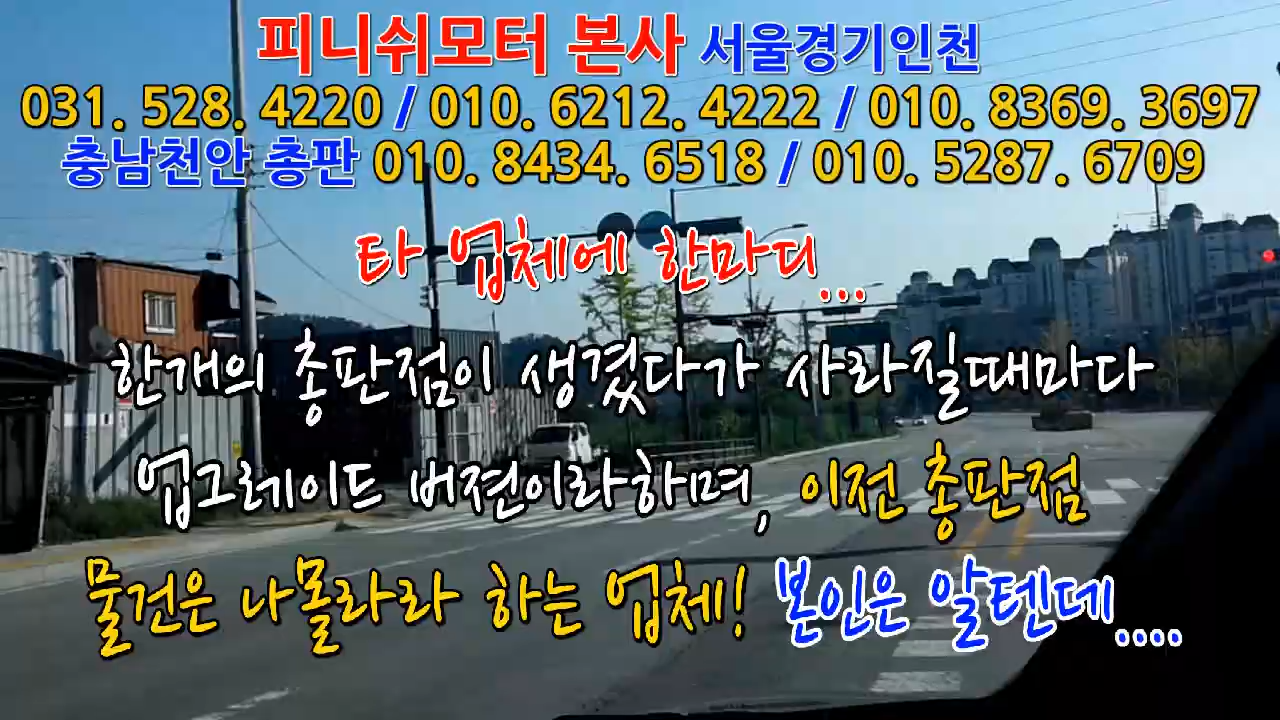 피니쉬모터 본사 서울경기인천
031. 528. 4220 / 010. 6212. 4222 / 010. 8369. 3697
충남천안 총판 010. 8434. 6518 / 010. 5287. 6709
타 업체에 한마디...
한개의 총판점이 생겼다가 사라질때마다
업그레이드 버젼이라하며, 이전 총판점
물건은 나몰라라 하는 업체! 본인은 알텐데....